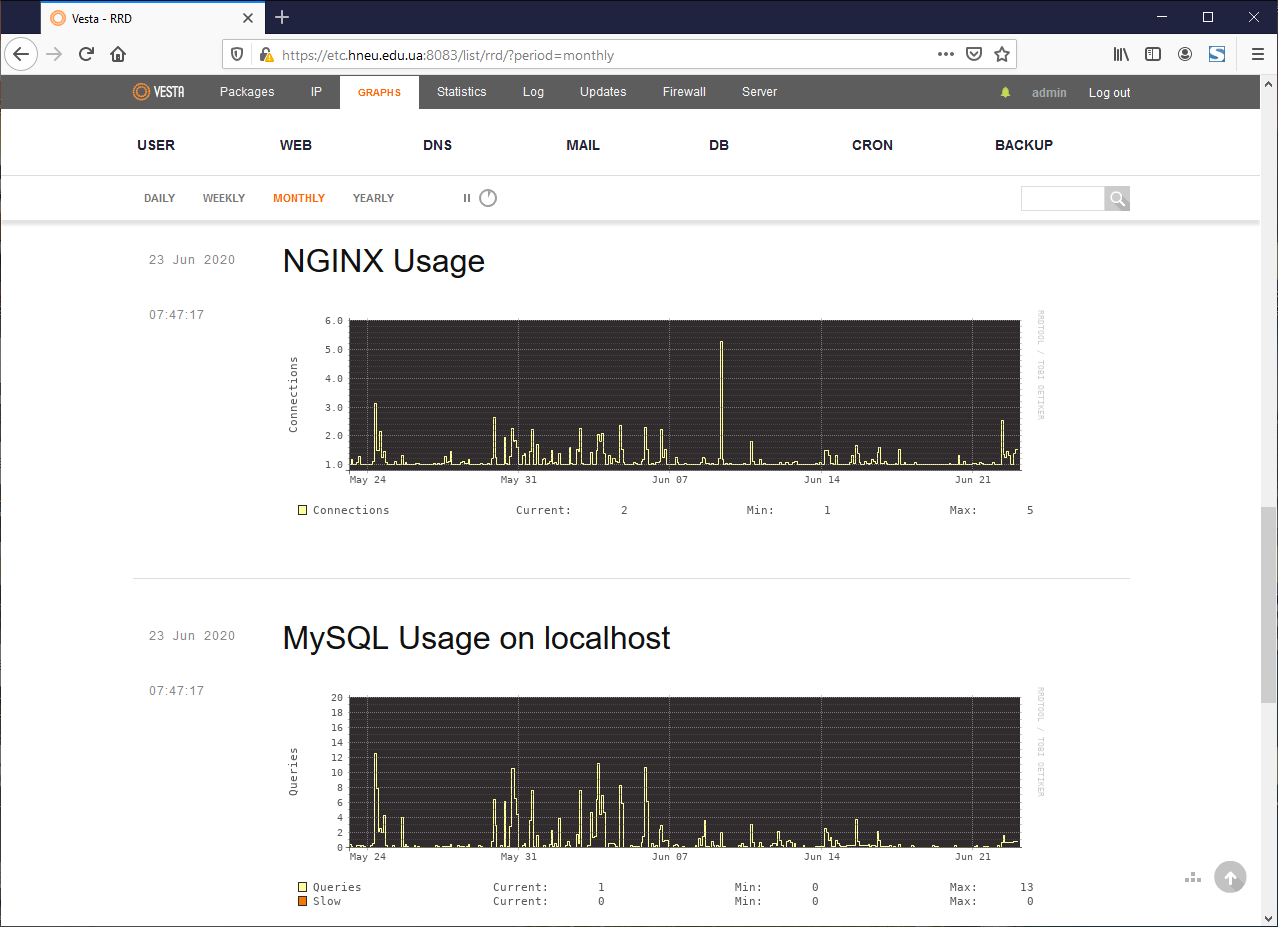 Vesta - RRD
https://etc.hneu.edu.ua:8083/list/rrd/?period=monthly
VESTA Packages IP GRAPHS Statistics Log Updates Firewall Server admin Log out
USER WEB DNS MAIL DB CRON BACKUP
DAILY WEEKLY MONTHLY YEARLY
23 Jun 2020
07:47:17
NGINX Usage
RRDTOOL / TOBI OETIKER
Connections
6.0
5.0
4.0
3.0
2.0
1.0
May 24 May 31 Jun 07 Jun 14 Jun 21
Connections Current: 2 Min: 1 Max: 5
23 Jun 2020
07:47:17
MySQL Usage on localhost
RRDTOOL / TOBI OETIKER
Queries
20
18
16
14
12
10
8
6
4
2
0
May 24 May 31 Jun 07 Jun 14 Jun 21
Queries Current: 1 Min: 0 Max: 13
Slow Current: 0 Min: 0 Max: 0